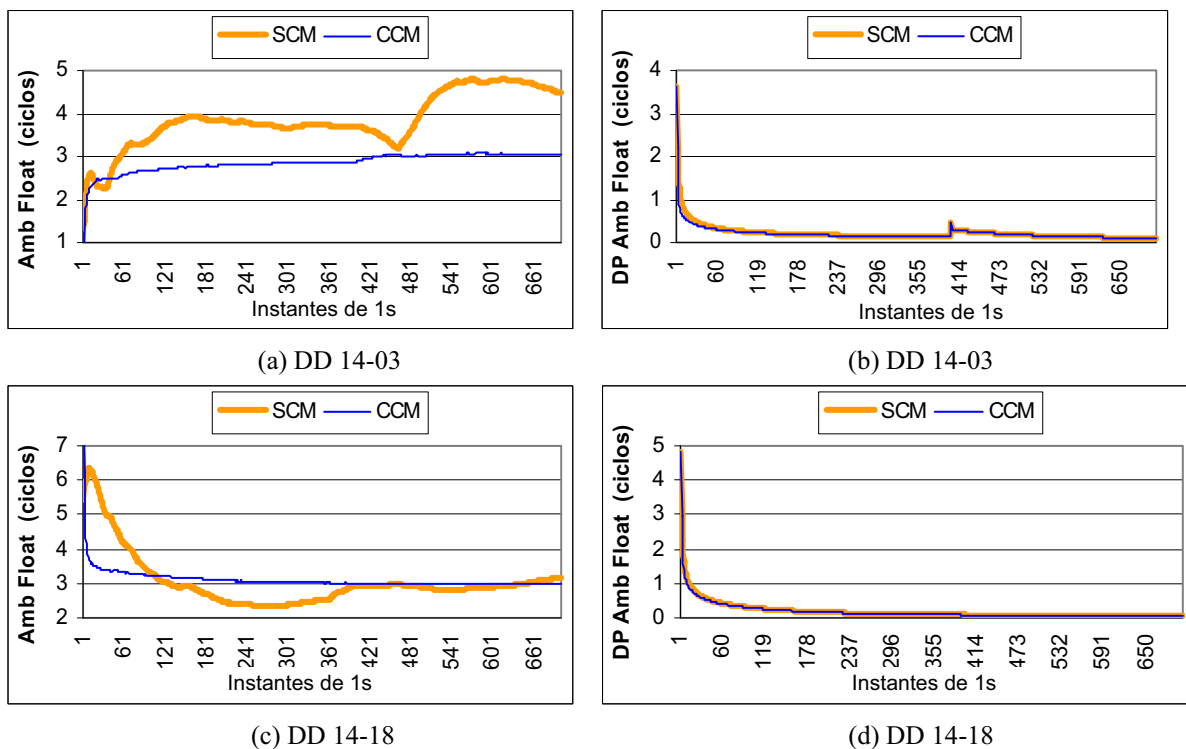 SCM CCM
Amb Float (ciclos)
5
4
3
2
1
1 61 121 181 241 301 361 421 481 541 601 661
Instantes de 1s
(a) DD 14-03
SCM CCM
DP Amb Float (ciclos)
4
3
2
1
0
1 60 119 178 237 296 355 414 473 532 591 650
Instantes de 1s
(b) DD 14-03
SCM CCM
Amb Float (ciclos)
7
6
5
4
3
2
1 61 121 181 241 301 361 421 481 541 601 661
Instantes de 1s
(c) DD 14-18
SCM CCM
DP Amb Float (ciclos)
5
4
3
2
1
0
1 60 119 178 237 296 355 414 473 532 591 650
Instantes de 1s
(d) DD 14-18